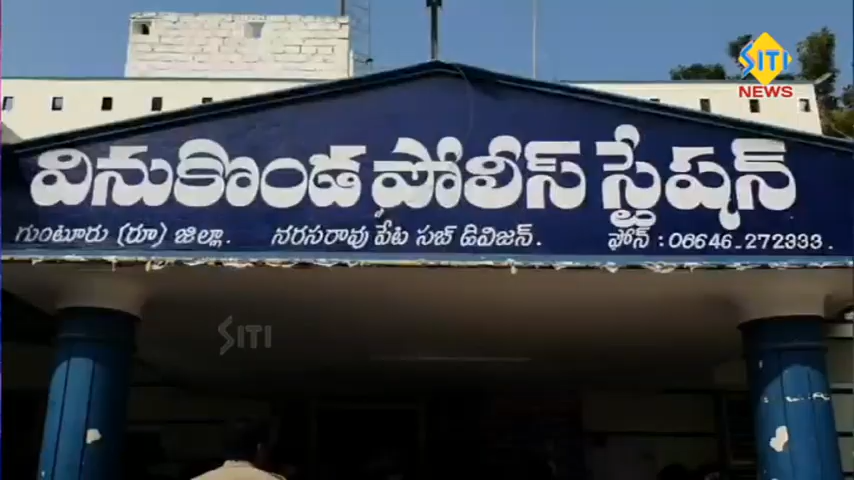 SITI
NEWS
వినుకొండ పోలీస్ స్టేషన్
గుంటూరు (రూ) జిల్లా. నరసరావు పేట సబ్ డివిజన్. ఫోన్ : 08646-272333.
SITI